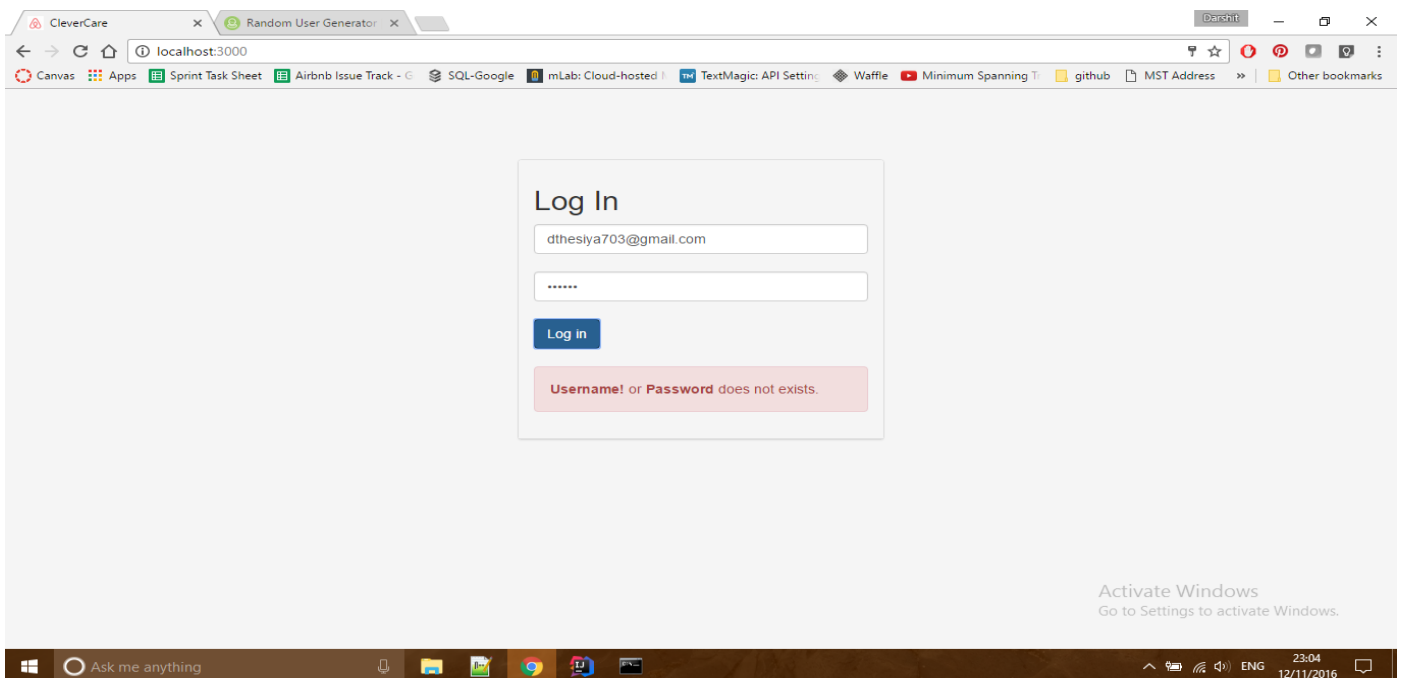 CleverCare
Random User Generator
Darshit
localhost:3000
Canvas Apps Sprint Task Sheet Airbnb Issue Track - G SQL-Google mLab: Cloud-hosted TextMagic: API Setting Waffle Minimum Spanning github MST Address » Other bookmarks
Log In
dthesiya703@gmail.com
Log in
Username! or Password does not exists.
Activate Windows
Go to Settings to activate Windows.
Ask me anything
ENG
23:04
12/11/2016